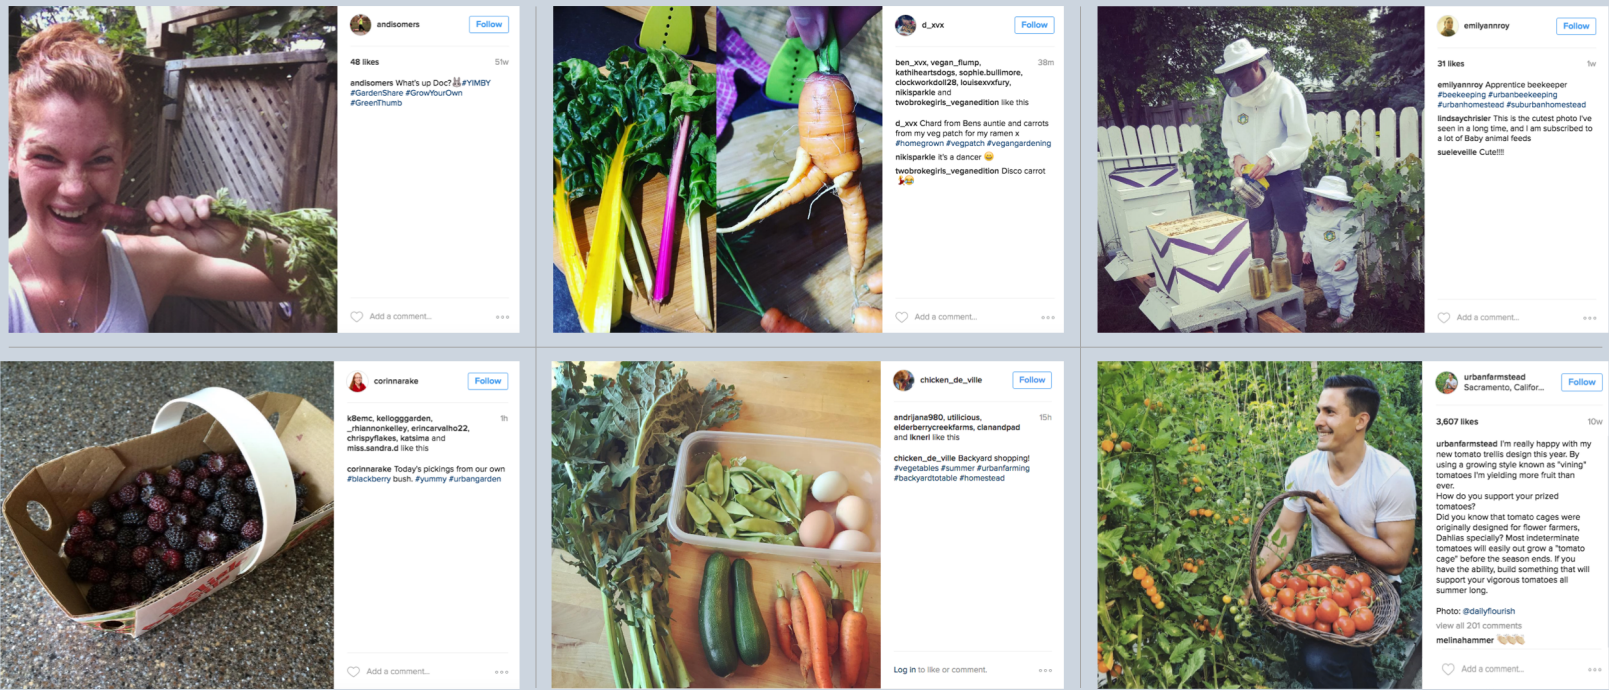 andisomers
Follow
48 likes
51w
andisomers What's up Doc?🐰#YIMBY
#GardenShare #GrowYourOwn
#GreenThumb
Add a comment...
d_xvx
Follow
ben_xvx, vegan_flump,
38m
kathiheartsdogs, sophie.bullimore,
clockworkdoll28, louisexvxfury,
nikisparkle and
twobrokegirls_veganedition like this
d_xvx Chard from Bens auntie and carrots
from my veg patch for my ramen x
#homegrown #vegpatch #vegangardening
nikisparkle it's a dancer 😄
twobrokegirls_veganedition Disco carrot
💃😂
Add a comment...
emilyannroy
Follow
31 likes
1w
emilyannroy Apprentice beekeeper
#beekeeping #urbanbeekeeping
#urbanhomestead #suburbanhomestead
lindsaychrisler This is the cutest photo I've
seen in a long time, and I am subscribed to
a lot of Baby animal feeds
sueleveille Cute!!!!
Add a comment...
corinnarake
Follow
k8emc, kellogggarden,
1h
_rhiannonkelley, erincarvalho22,
chrispyflakes, katsima and
miss.sandra.d like this
corinnarake Today's pickings from our own
#blackberry bush. #yummy #urbangarden
Add a comment...
chicken_de_ville
Follow
andrijana980, utilicious,
15h
elderberrycreekfarms, clanandpad
and lkneri like this
chicken_de_ville Backyard shopping!
#vegetables #summer #urbanfarming
#backyardtotable #homestead
Log in to like or comment.
urbanfarmstead
Sacramento, Califor...
Follow
3,607 likes
10w
urbanfarmstead I'm really happy with my
new tomato trellis design this year. By
using a growing style known as "vining"
tomatoes I'm yielding more fruit than
ever.
How do you support your prized
tomatoes?
Did you know that tomato cages were
originally designed for flower farmers,
Dahlias specially? Most indeterminate
tomatoes will easily out grow a "tomato
cage" before the season ends. If you
have the ability, build something that will
support your vigorous tomatoes all
summer long.
Photo: @dailyflourish
view all 201 comments
melinahammer 👏🏼👏🏼👏🏼
Add a comment...